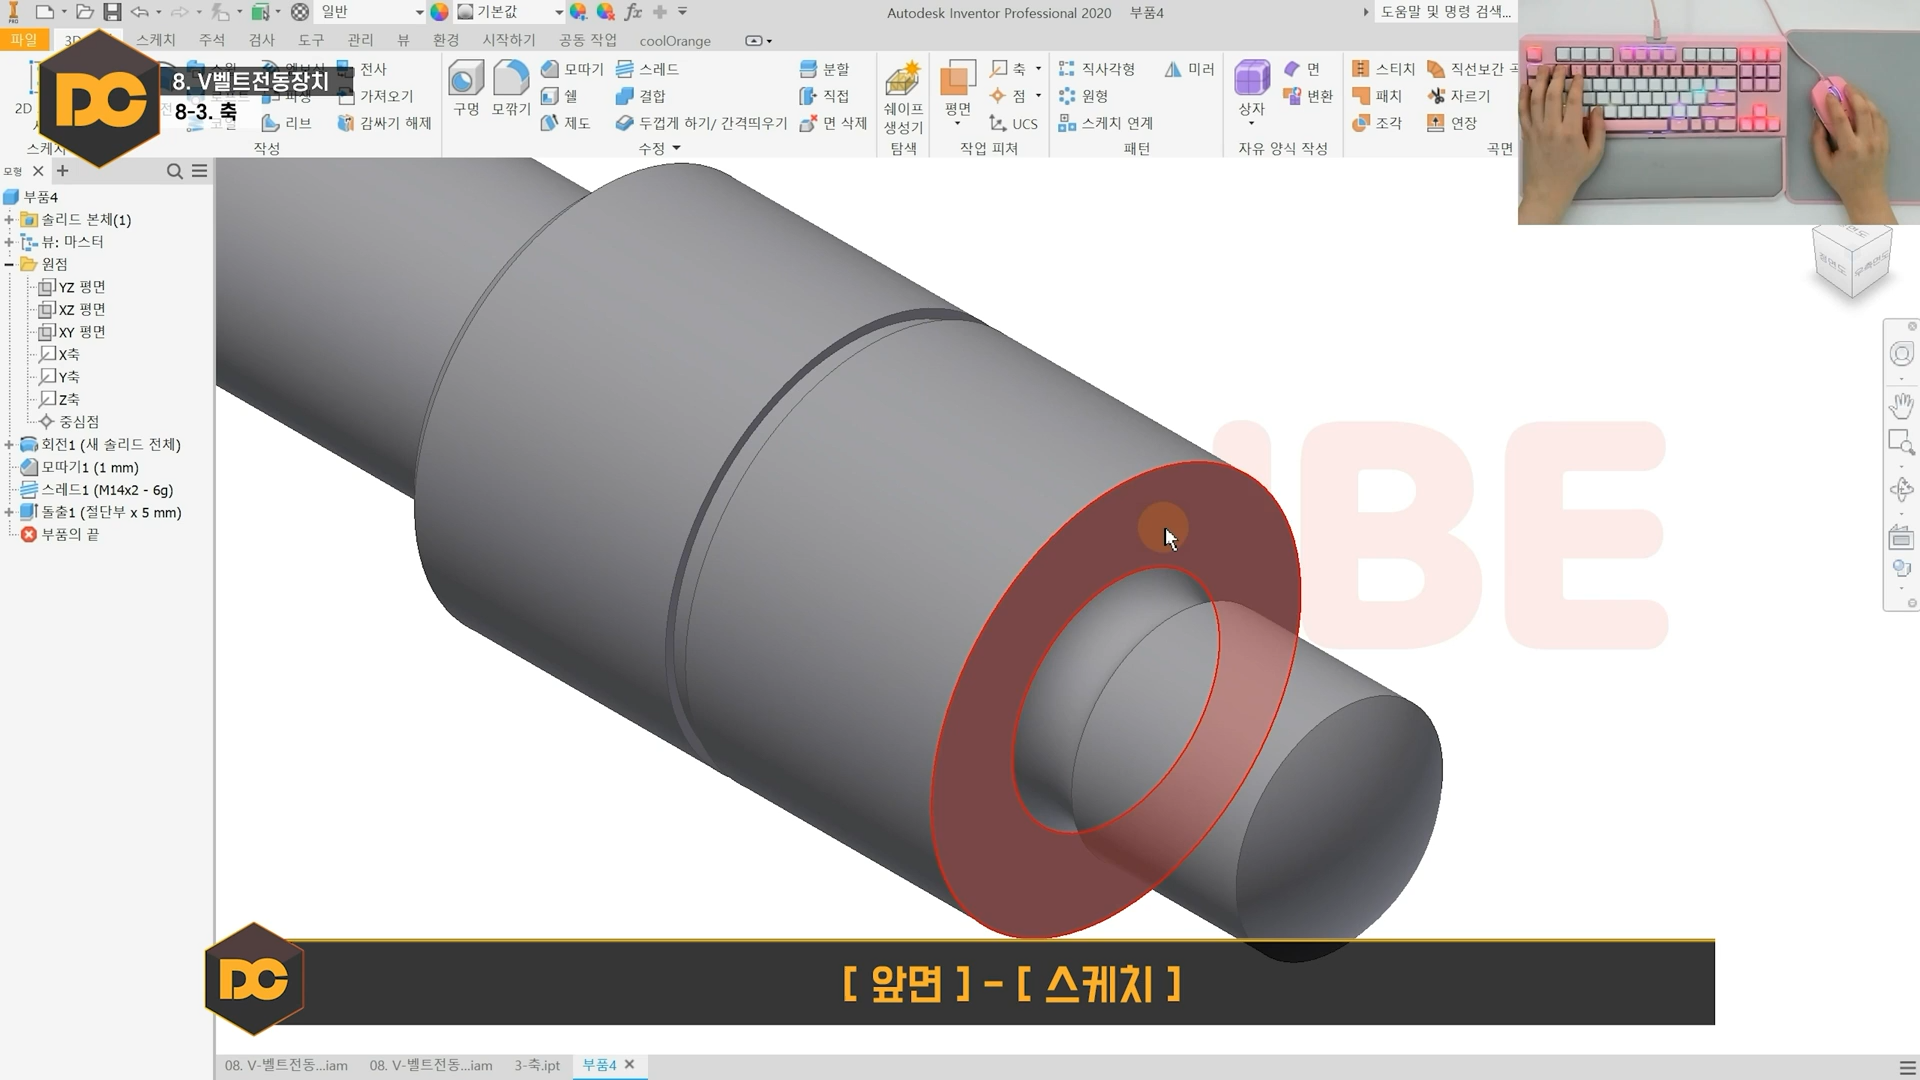 일반
기본값
Autodesk Inventor Professional 2020 부품4
도움말 및 명령 검색...
파일
스케치
주석
검사
도구
관리
뷰
환경
시작하기
공동 작업
coolOrange
DC
8. V벨트전동장치
8-3. 축
2D
전사
가져오기
리브
감싸기 해제
작성
구멍
모깎기
모따기
쉘
제도
스레드
결합
두껍게 하기/ 간격띄우기
분할
직접
면 삭제
수정
쉐이프
생성기
탐색
평면
축
점
UCS
작업 피쳐
직사각형
원형
스케치 연계
미러
패턴
상자
면
변환
자유 양식 작성
스티치
패치
조각
직선보간
자르기
연장
곡면
모형
부품4
솔리드 본체(1)
뷰: 마스터
원점
YZ 평면
XZ 평면
XY 평면
X축
Y축
Z축
중심점
회전1 (새 솔리드 전체)
모따기1 (1 mm)
스레드1 (M14x2 - 6g)
돌출1 (절단부 x 5 mm)
부품의 끝
BE
DC
[ 앞면 ] - [ 스케치 ]
08. V-벨트전동...iam
08. V-벨트전동...iam
3-축.ipt
부품4